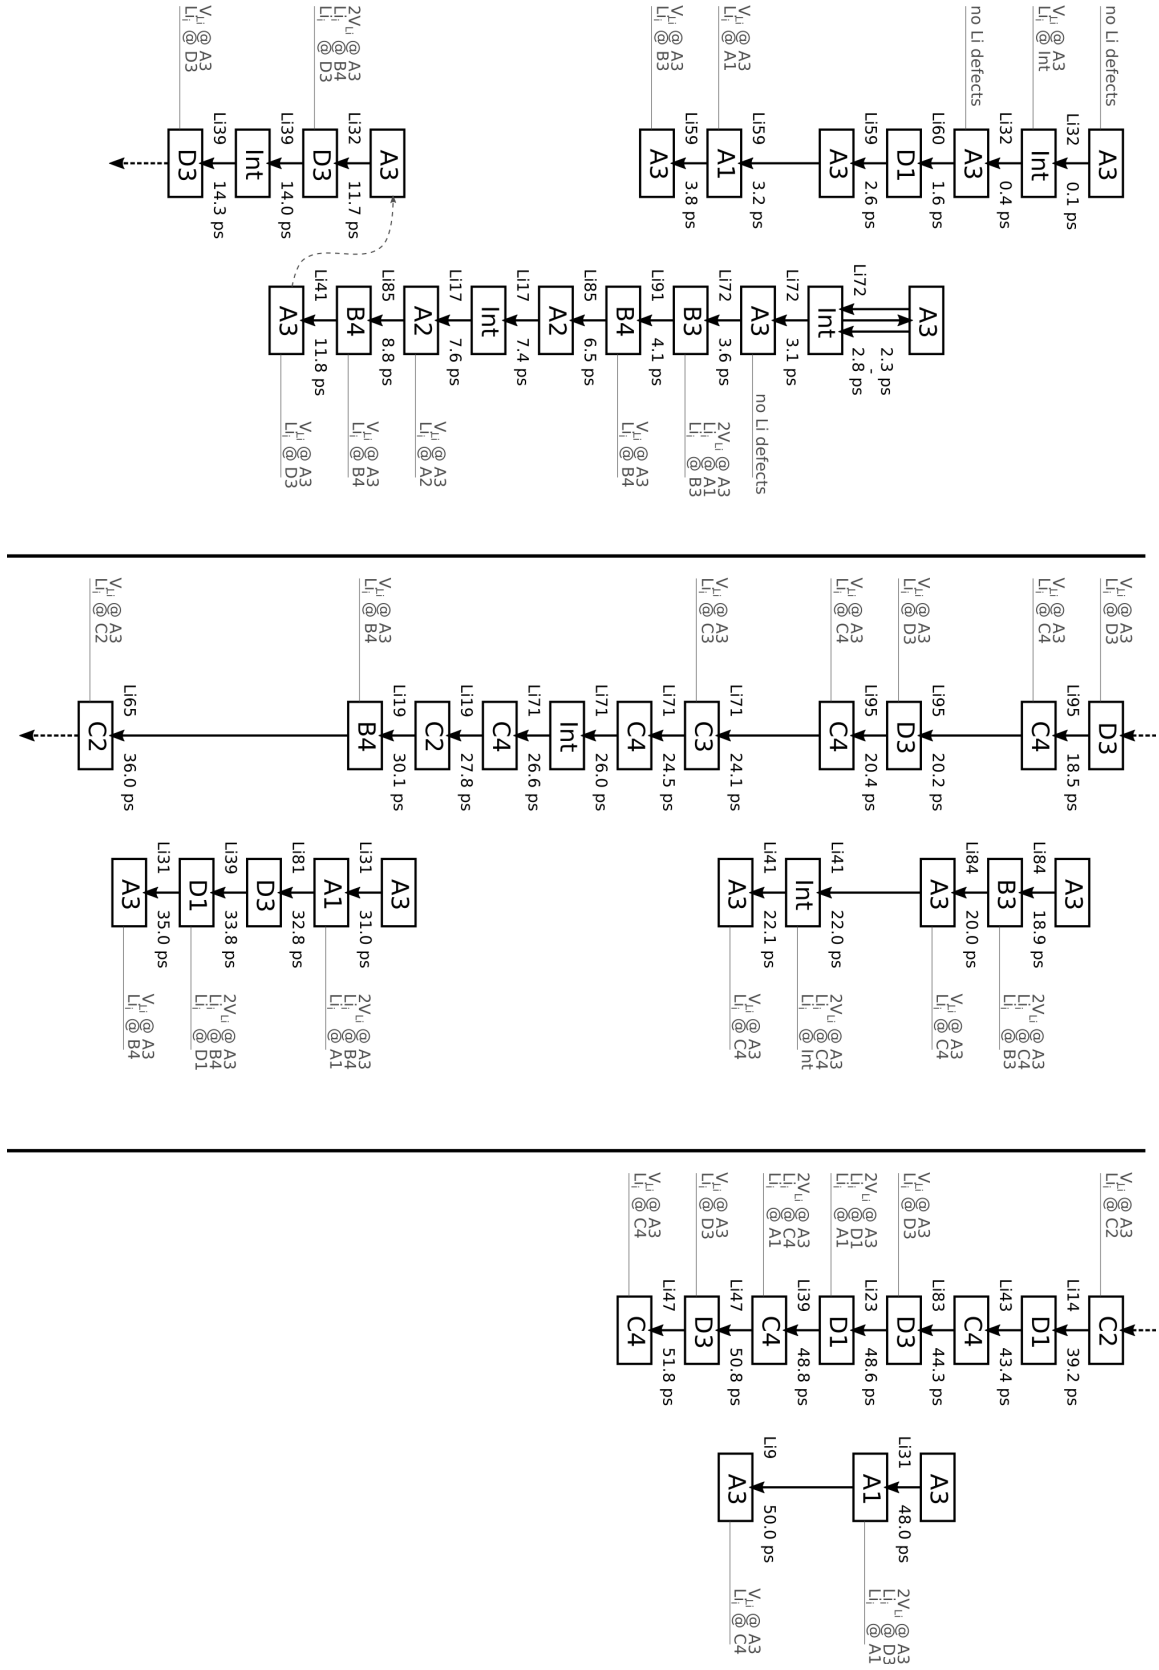 no Li defects
A3
Li32 0.1 ps
V_Li @ A3
Li_i @ Int
Int
Li32 0.4 ps
no Li defects
A3
Li60 1.6 ps
D1
Li59 2.6 ps
A3
Li59 3.2 ps
V_Li @ A3
Li_i @ A1
A1
Li59 3.8 ps
V_Li @ A3
Li_i @ B3
A3
A3
Li72 2.3 ps
-
2.8 ps
Int
Li72 3.1 ps
A3
no Li defects
Li72 3.6 ps
B3
2V_Li @ A3
Li_i @ A1
Li_i @ B3
Li91 4.1 ps
B4
V_Li @ A3
Li_i @ B4
Li85 6.5 ps
A2
Li17 7.4 ps
Int
Li17 7.6 ps
A2
V_Li @ A3
Li_i @ A2
Li85 8.8 ps
B4
V_Li @ A3
Li_i @ B4
Li41 11.8 ps
A3
V_Li @ A3
Li_i @ D3
A3
Li32 11.7 ps
2V_Li @ A3
Li_i @ B4
Li_i @ D3
D3
Li39 14.0 ps
Int
Li39 14.3 ps
V_Li @ A3
Li_i @ D3
D3
V_Li @ A3
Li_i @ D3
D3
Li95 18.5 ps
V_Li @ A3
Li_i @ C4
C4
Li95 20.2 ps
V_Li @ A3
Li_i @ D3
D3
Li95 20.4 ps
V_Li @ A3
Li_i @ C4
C4
Li71 24.1 ps
V_Li @ A3
Li_i @ C3
C3
Li71 24.5 ps
C4
Li71 26.0 ps
Int
Li71 26.6 ps
C4
Li19 27.8 ps
C2
Li19 30.1 ps
V_Li @ A3
Li_i @ B4
B4
Li65 36.0 ps
V_Li @ A3
Li_i @ C2
C2
A3
Li84 18.9 ps
B3
2V_Li @ A3
Li_i @ C4
Li_i @ B3
Li84 20.0 ps
A3
V_Li @ A3
Li_i @ C4
Li41 22.0 ps
Int
2V_Li @ A3
Li_i @ C4
Li_i @ Int
Li41 22.1 ps
A3
V_Li @ A3
Li_i @ C4
A3
Li31 31.0 ps
A1
2V_Li @ A3
Li_i @ B4
Li_i @ A1
Li81 32.8 ps
D3
Li39 33.8 ps
D1
2V_Li @ A3
Li_i @ B4
Li_i @ D1
Li31 35.0 ps
A3
V_Li @ A3
Li_i @ B4
V_Li @ A3
Li_i @ C2
C2
Li14 39.2 ps
D1
Li43 43.4 ps
C4
Li83 44.3 ps
V_Li @ A3
Li_i @ D3
D3
Li23 48.6 ps
2V_Li @ A3
Li_i @ D1
Li_i @ A1
D1
Li39 48.8 ps
2V_Li @ A3
Li_i @ C4
Li_i @ A1
C4
Li47 50.8 ps
V_Li @ A3
Li_i @ D3
D3
Li47 51.8 ps
V_Li @ A3
Li_i @ C4
C4
A3
Li31 48.0 ps
A1
2V_Li @ A3
Li_i @ D3
Li_i @ A1
Li9 50.0 ps
A3
V_Li @ A3
Li_i @ C4